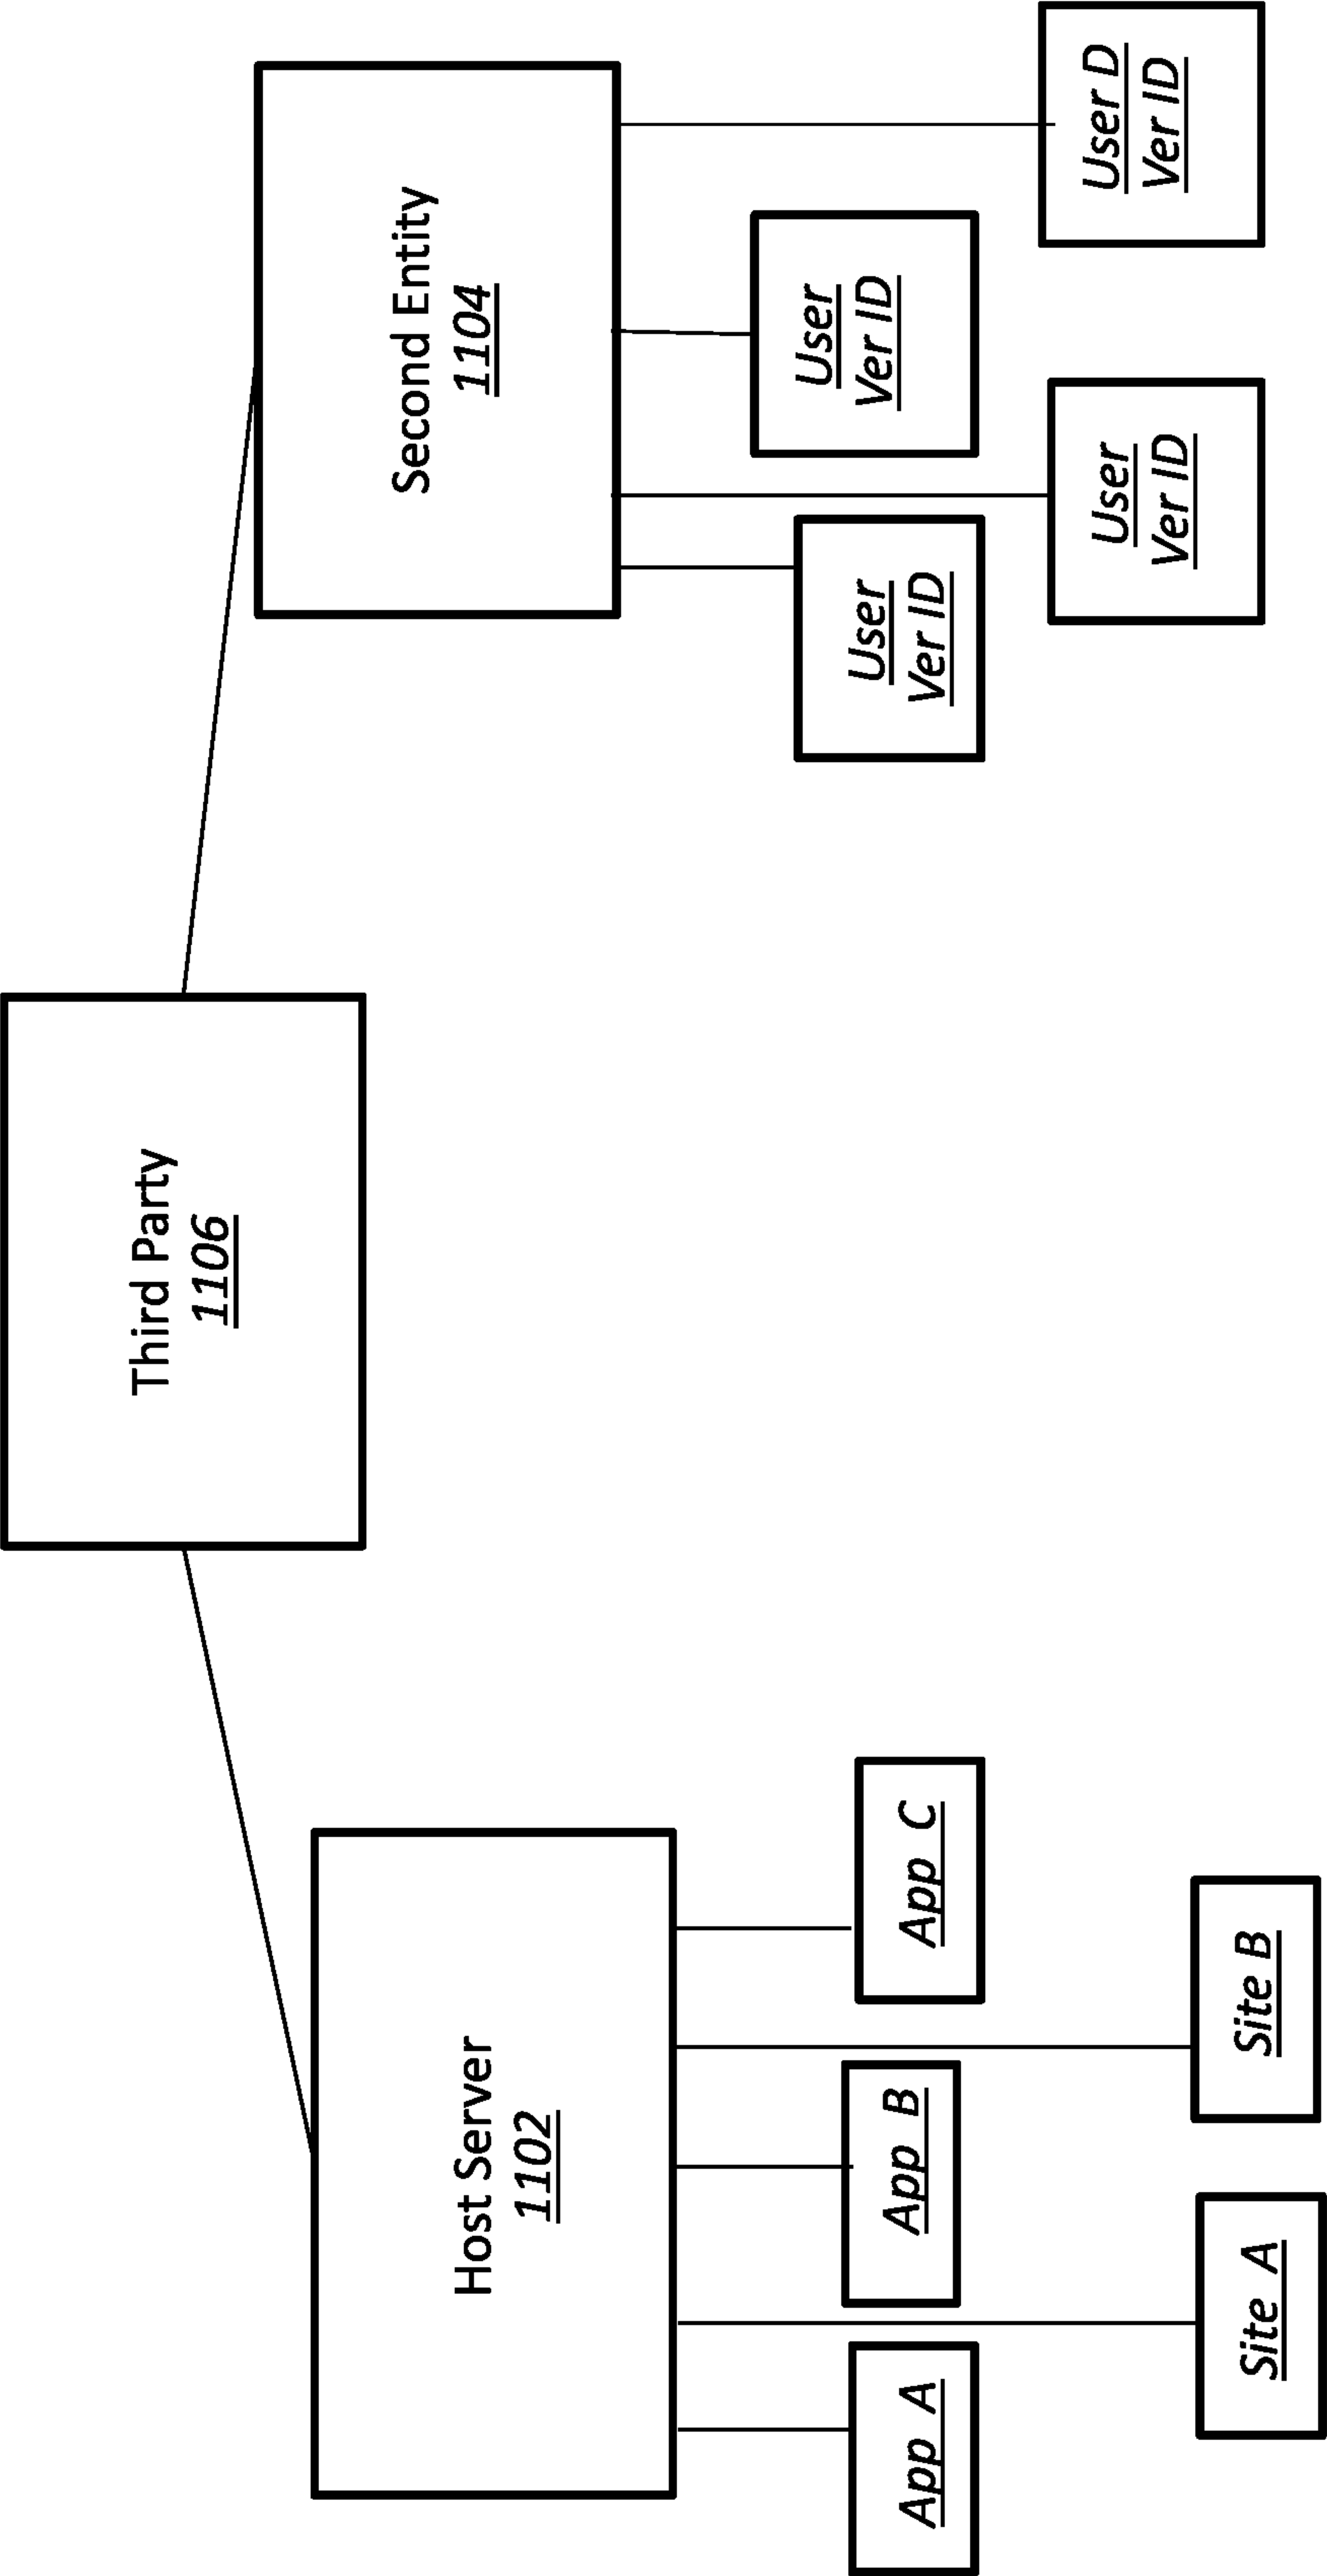 Third Party
1106
Host Server
1102
Second Entity
1104
App A
App B
App C
Site A
Site B
User
Ver ID
User
Ver ID
User
Ver ID
User D
Ver ID